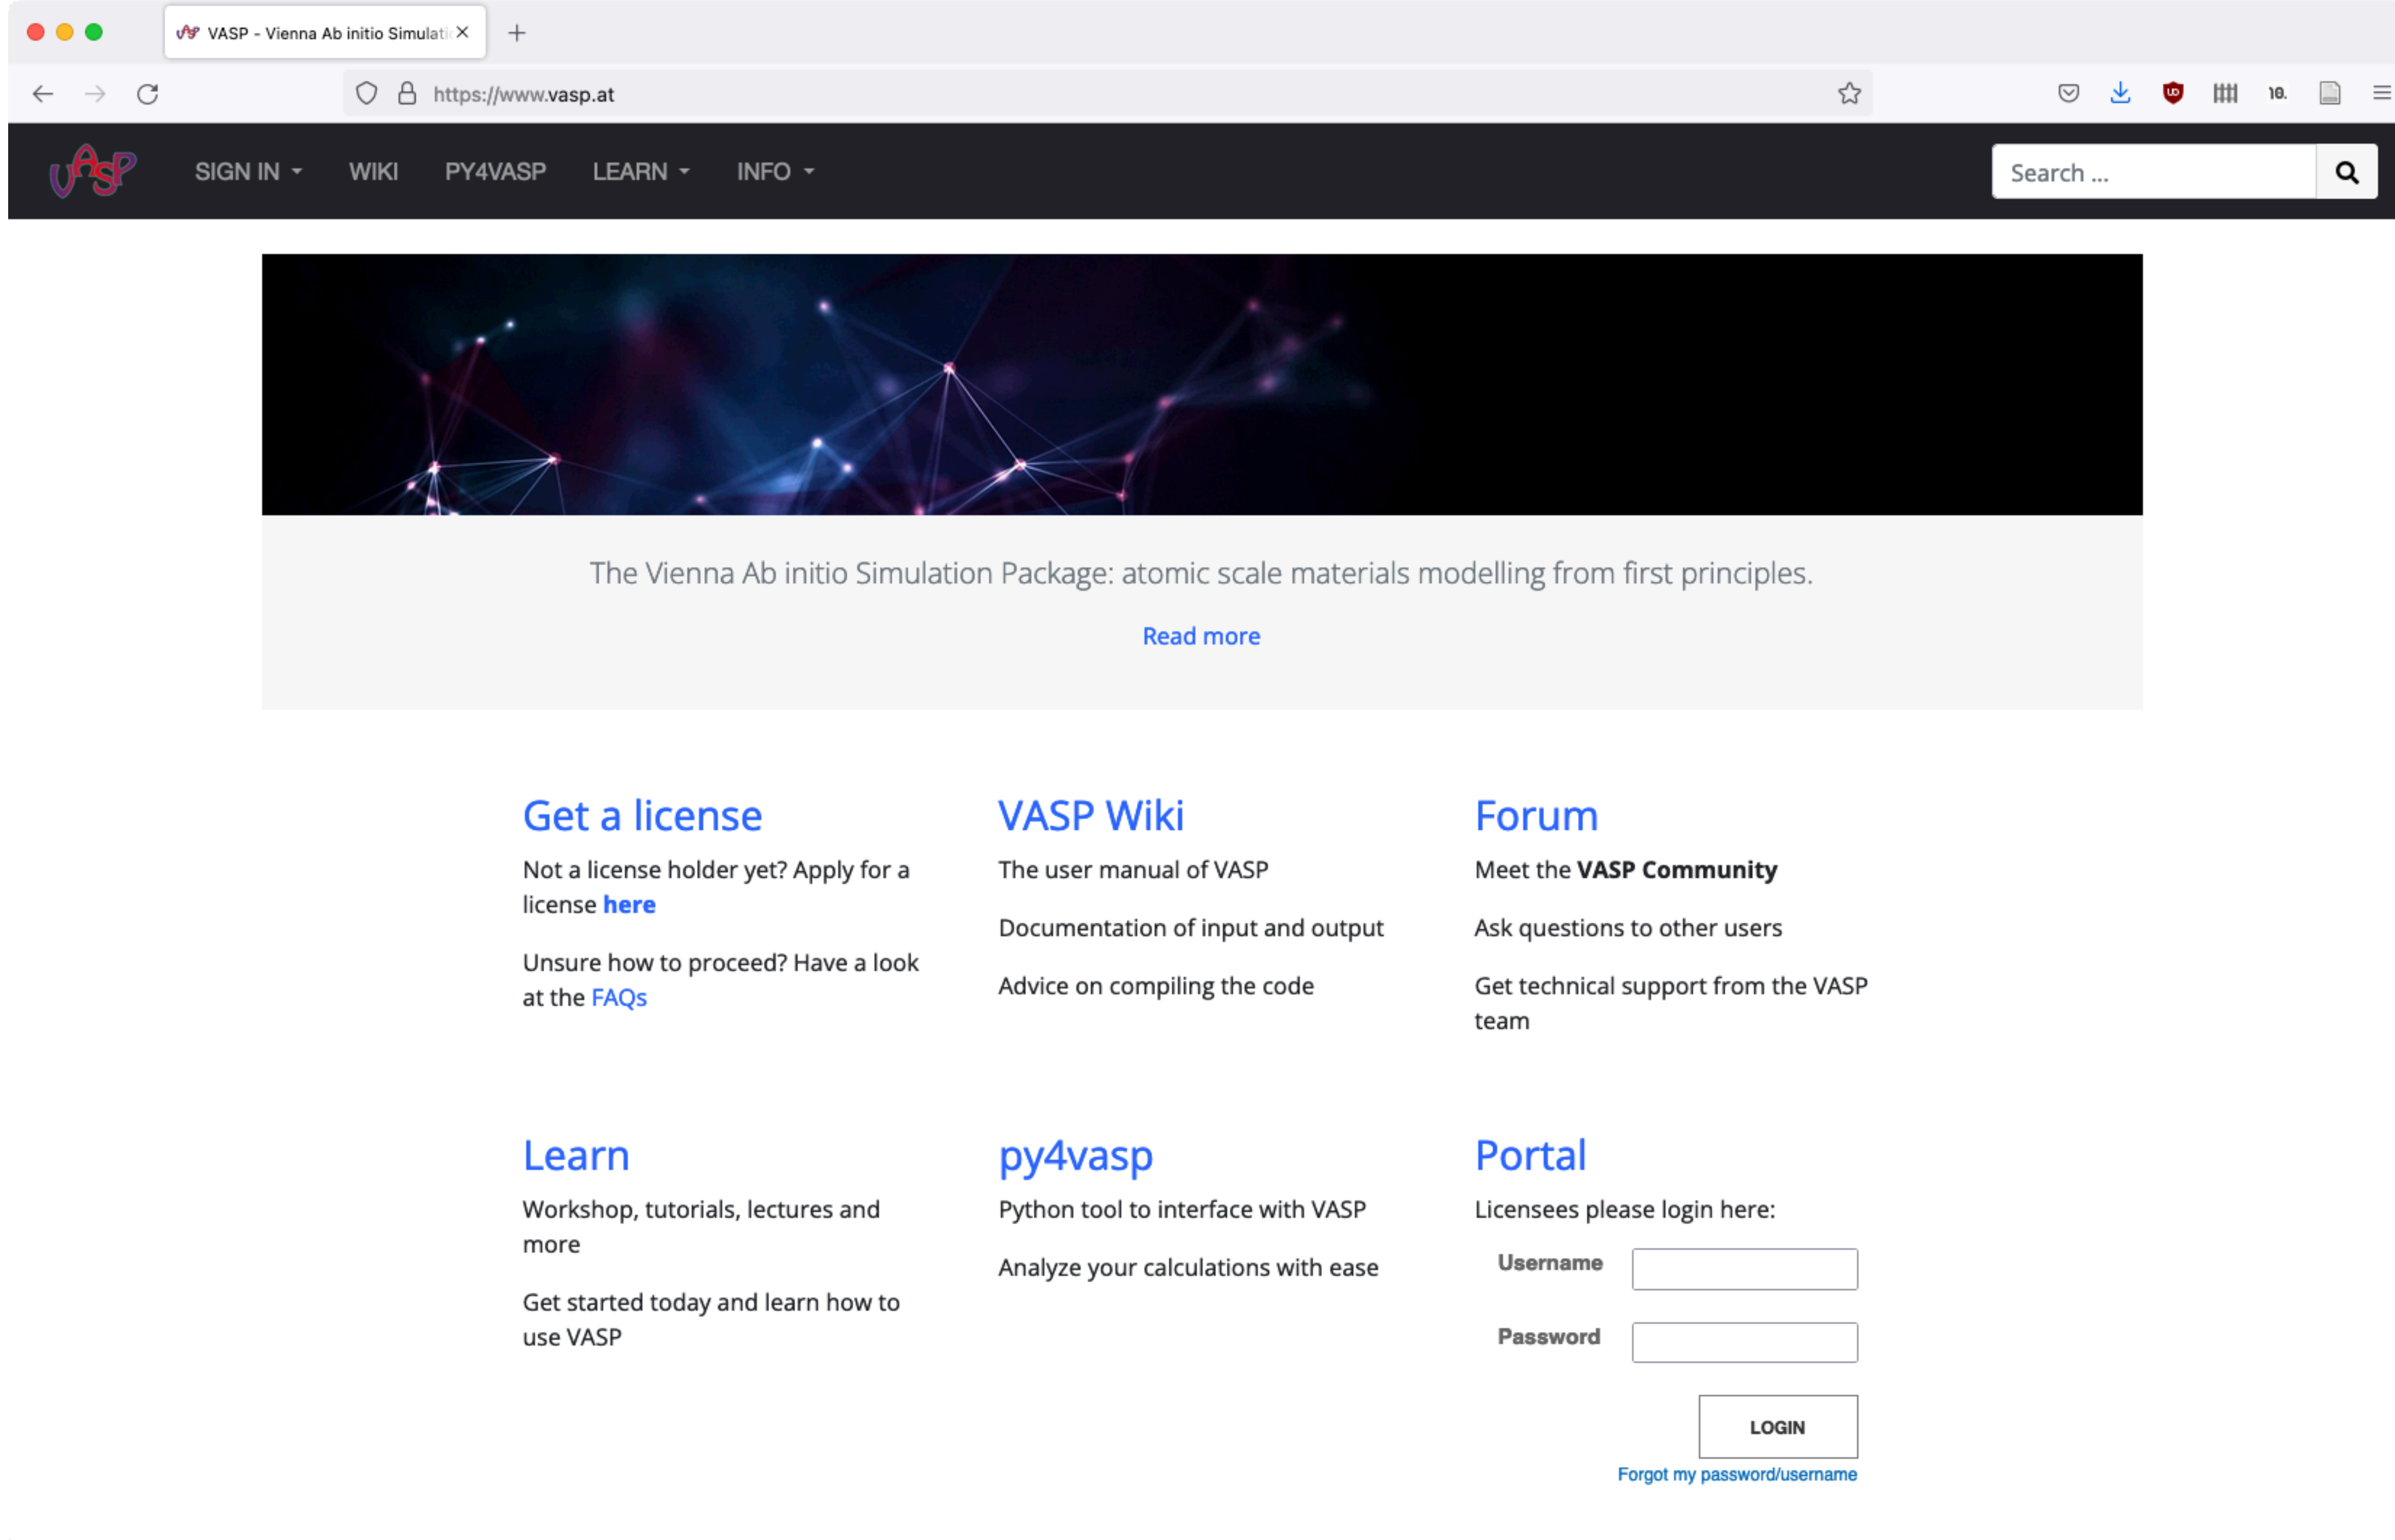 VASP VASP - Vienna Ab initio Simulati
https://www.vasp.at
10.
VASP SIGN IN WIKI PY4VASP LEARN INFO Search ...
The Vienna Ab initio Simulation Package: atomic scale materials modelling from first principles.
Read more
Get a license
Not a license holder yet? Apply for a
license here
Unsure how to proceed? Have a look
at the FAQs
VASP Wiki
The user manual of VASP
Documentation of input and output
Advice on compiling the code
Forum
Meet the VASP Community
Ask questions to other users
Get technical support from the VASP
team
Learn
Workshop, tutorials, lectures and
more
Get started today and learn how to
use VASP
py4vasp
Python tool to interface with VASP
Analyze your calculations with ease
Portal
Licensees please login here:
Username
Password
LOGIN
Forgot my password/username